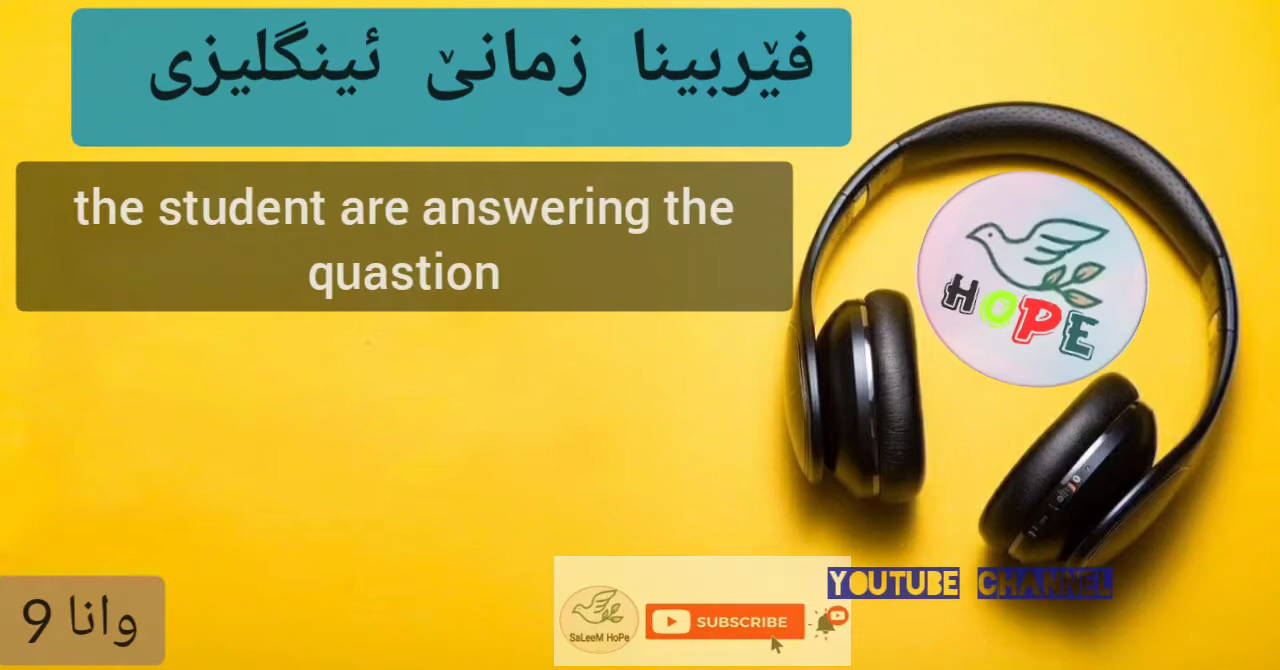 فێربینا زمانێ ئینگلیزی
the student are answering the
quastion
HOPE
وانا 9
SaLeeM HoPe
SUBSCRIBE
YOUTUBE CHANNEL